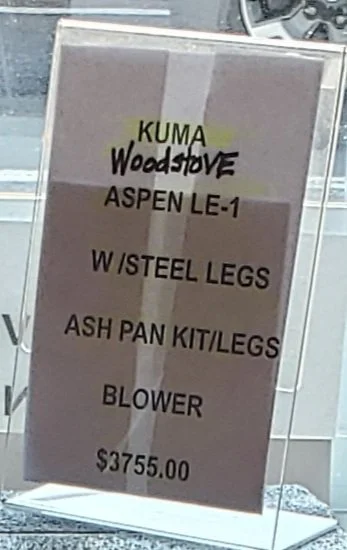 KUMA
WoodstovE
ASPEN LE-1
W/STEEL LEGS
ASH PAN KIT/LEGS
BLOWER
$3755.00